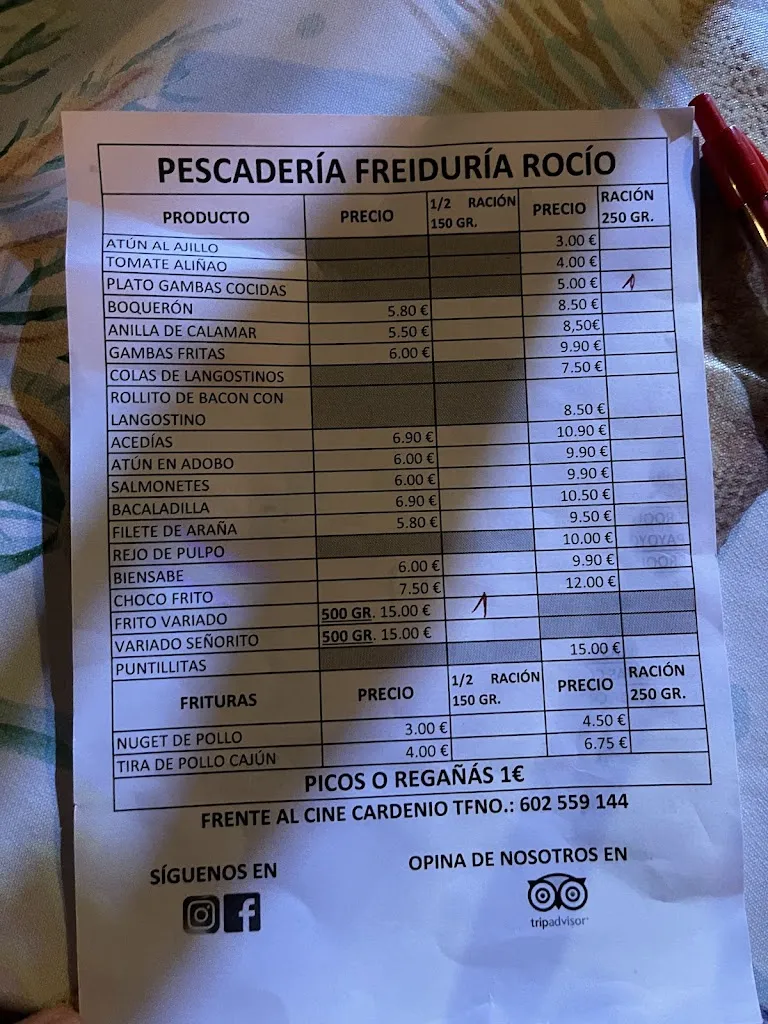 PESCADERÍA FREIDURÍA ROCÍO
PRODUCTO PRECIO 1/2 RACIÓN 150 GR. PRECIO RACIÓN 250 GR.
ATÚN AL AJILLO 3.00 €
TOMATE ALIÑAO 4.00 €
PLATO GAMBAS COCIDAS 5.00 € 1
BOQUERÓN 5.80 € 8.50 €
ANILLA DE CALAMAR 5.50 € 8,50€
GAMBAS FRITAS 6.00 € 9.90 €
COLAS DE LANGOSTINOS 7.50 €
ROLLITO DE BACON CON
LANGOSTINO 8.50 €
ACEDÍAS 6.90 € 10.90 €
ATÚN EN ADOBO 6.00 € 9.90 €
SALMONETES 6.00 € 9.90 €
BACALADILLA 6.90 € 10.50 €
FILETE DE ARAÑA 5.80 € 9.50 €
REJO DE PULPO 10.00 €
BIENSABE 6.00 € 9.90 €
CHOCO FRITO 7.50 € 12.00 €
FRITO VARIADO 500 GR. 15.00 € 1
VARIADO SEÑORITO 500 GR. 15.00 €
PUNTILLITAS 15.00 €
FRITURAS PRECIO 1/2 RACIÓN 150 GR. PRECIO RACIÓN 250 GR.
NUGET DE POLLO 3.00 € 4.50 €
TIRA DE POLLO CAJÚN 4.00 € 6.75 €
PICOS O REGAÑÁS 1€
FRENTE AL CINE CARDENIO TFNO.: 602 559 144
SÍGUENOS EN
OPINA DE NOSOTROS EN
tripadvisor